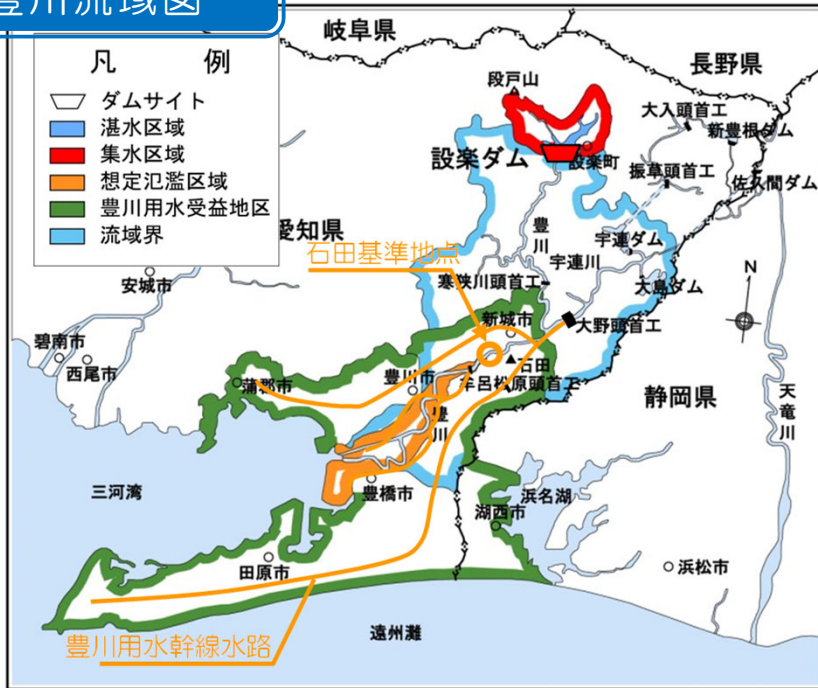 豊川流域図
凡 例
ダムサイト
湛水区域
集水区域
想定氾濫区域
豊川用水受益地区
流域界
岐阜県
長野県
段戸山
大入頭首工
新豊根ダム
設楽ダム
設楽町
振草頭首工
佐久間ダム
愛知県
豊川
宇連ダム
石田基準地点
宇連川
寒狭川頭首工
大島ダム
N
安城市
新城市
大野頭首工
碧南市
西尾市
石田
蒲郡市
豊川市
牟呂松原頭首工
静岡県
天竜川
豊川
三河湾
豊橋市
浜名湖
湖西市
田原市
浜松市
豊川用水幹線水路
遠州灘